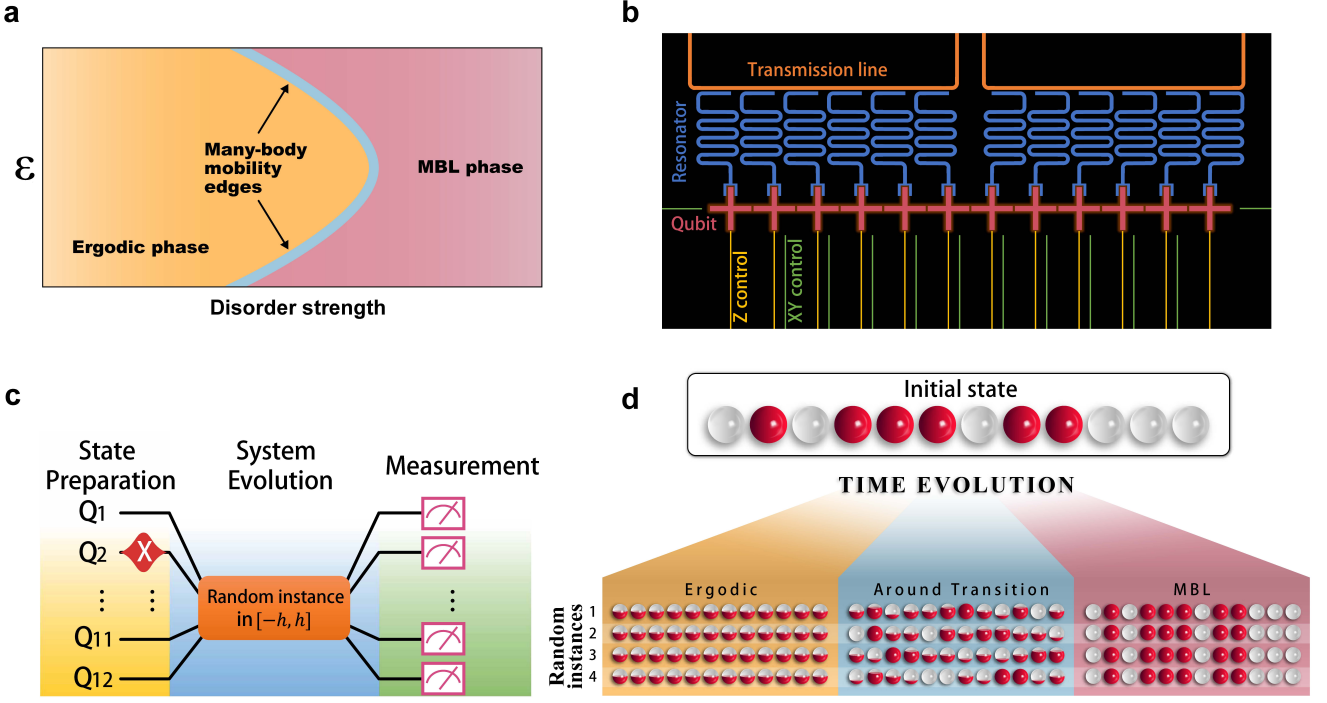 a
ε
Many-body
mobility
edges
MBL phase
Ergodic phase
Disorder strength
b
Transmission line
Resonator
Qubit
Z control
XY control
c
State
Preparation
System
Evolution
Measurement
Q1
Q2
X
⋮
⋮
⋮
Q11
Q12
Random instance
in [−h, h]
d
Initial state
TIME EVOLUTION
Ergodic
Around Transition
MBL
Random
instances
1
2
3
4